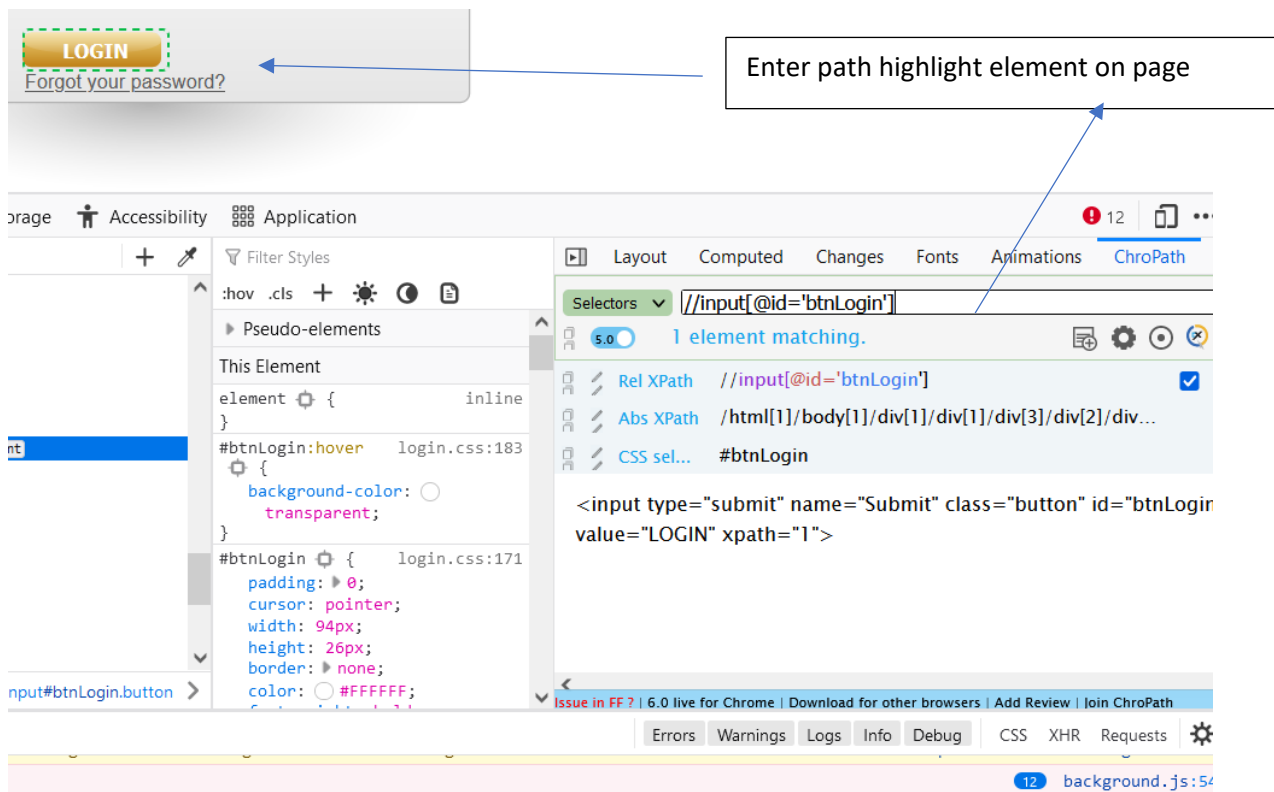 LOGIN
Forgot your password?
Enter path highlight element on page
orage Accessibility Application 12
Filter Styles
:hov .cls
Pseudo-elements
This Element
element { inline
}
#btnLogin:hover login.css:183
{
background-color:
transparent;
}
#btnLogin { login.css:171
padding: 0;
cursor: pointer;
width: 94px;
height: 26px;
border: none;
color: #FFFFFF;
nt
nput#btnLogin.button
Layout Computed Changes Fonts Animations ChroPath
Selectors //input[@id='btnLogin']
5.0 1 element matching.
Rel XPath //input[@id='btnLogin']
Abs XPath /html[1]/body[1]/div[1]/div[1]/div[3]/div[2]/div...
CSS sel... #btnLogin
<input type="submit" name="Submit" class="button" id="btnLogin
value="LOGIN" xpath="1">
Issue in FF ? | 6.0 live for Chrome | Download for other browsers | Add Review | Join ChroPath
Errors Warnings Logs Info Debug CSS XHR Requests
12 background.js:54